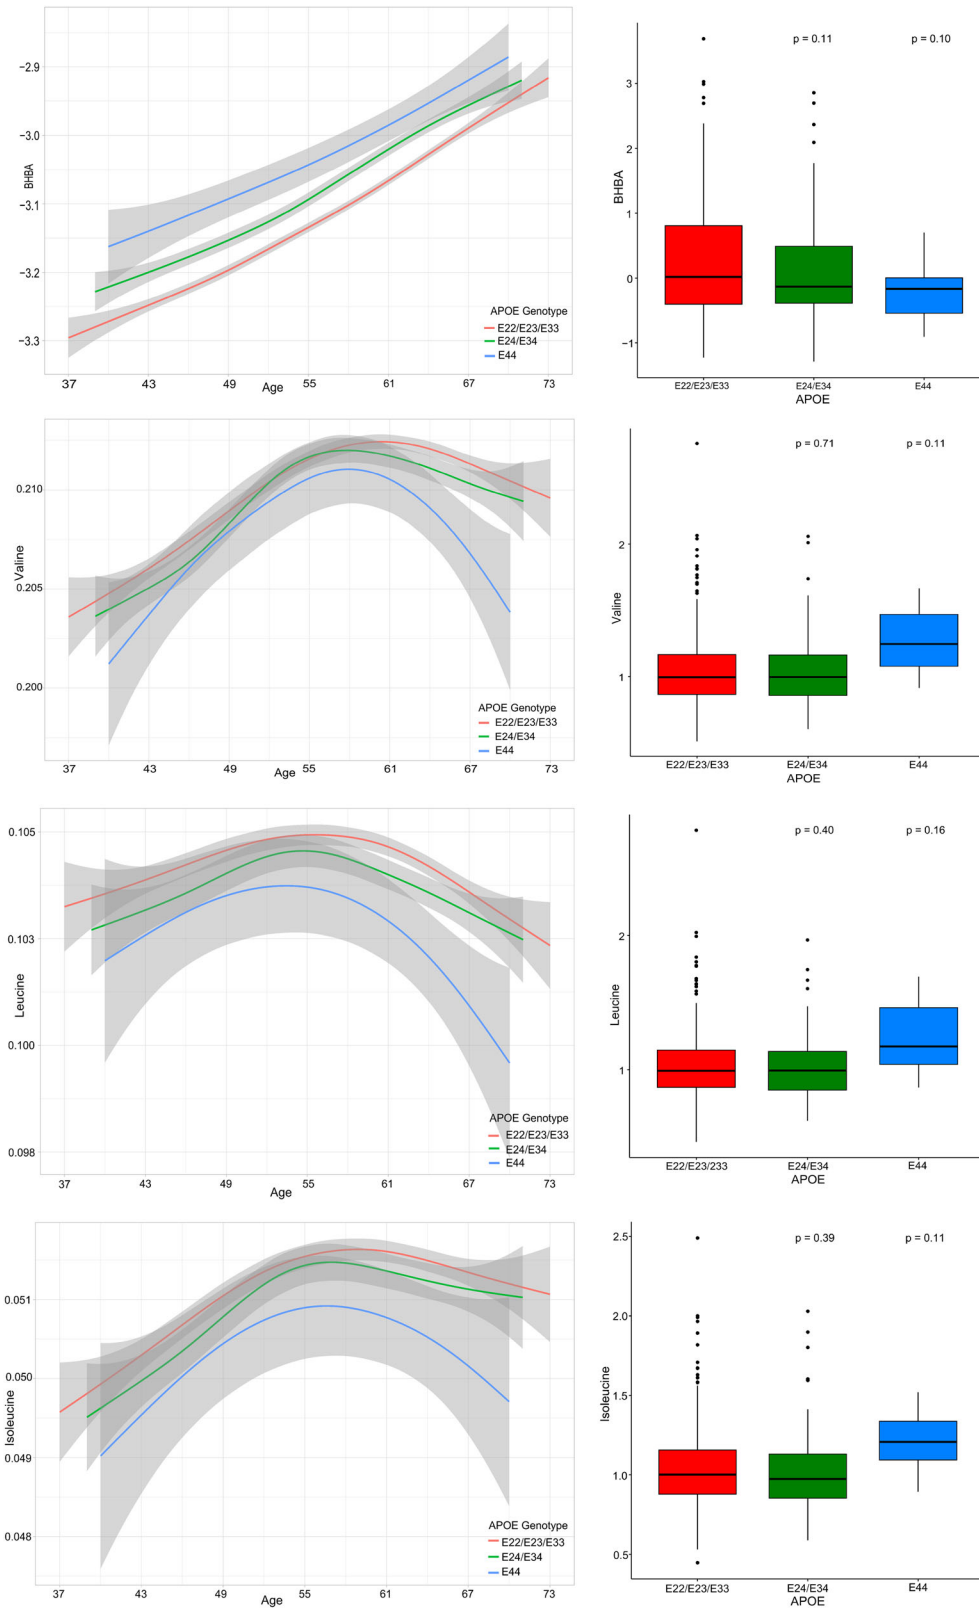 −2.9
−3.0
−3.1
−3.2
−3.3
BHBA
APOE Genotype
E22/E23/E33
E24/E34
E44
37 43 49 55 61 67 73
Age
p = 0.11 p = 0.10
3
2
1
0
−1
BHBA
E22/E23/E33 E24/E34 E44
APOE
0.210
0.205
0.200
Valine
APOE Genotype
E22/E23/E33
E24/E34
E44
37 43 49 55 61 67 73
Age
p = 0.71 p = 0.11
2
1
Valine
E22/E23/E33 E24/E34 E44
APOE
0.105
0.103
0.100
0.098
Leucine
APOE Genotype
E22/E23/E33
E24/E34
E44
37 43 49 55 61 67 73
Age
p = 0.40 p = 0.16
2
1
Leucine
E22/E23/233 E24/E34 E44
APOE
0.051
0.050
0.049
0.048
Isoleucine
APOE Genotype
E22/E23/E33
E24/E34
E44
37 43 49 55 61 67 73
Age
p = 0.39 p = 0.11
2.5
2.0
1.5
1.0
0.5
Isoleucine
E22/E23/E33 E24/E34 E44
APOE